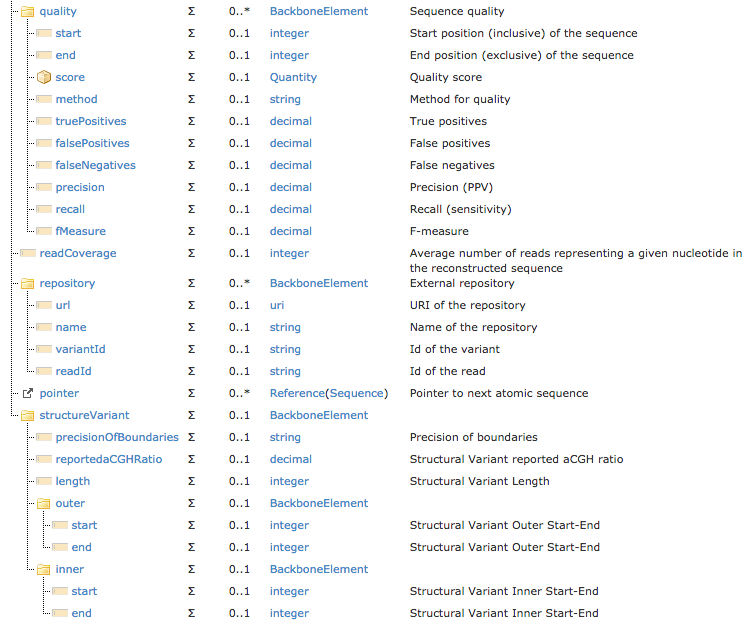 quality Σ 0..* BackboneElement Sequence quality
start Σ 0..1 integer Start position (inclusive) of the sequence
end Σ 0..1 integer End position (exclusive) of the sequence
score Σ 0..1 Quantity Quality score
method Σ 0..1 string Method for quality
truePositives Σ 0..1 decimal True positives
falsePositives Σ 0..1 decimal False positives
falseNegatives Σ 0..1 decimal False negatives
precision Σ 0..1 decimal Precision (PPV)
recall Σ 0..1 decimal Recall (sensitivity)
fMeasure Σ 0..1 decimal F-measure
readCoverage Σ 0..1 integer Average number of reads representing a given nucleotide in
the reconstructed sequence
repository Σ 0..* BackboneElement External repository
url Σ 0..1 uri URI of the repository
name Σ 0..1 string Name of the repository
variantId Σ 0..1 string Id of the variant
readId Σ 0..1 string Id of the read
pointer Σ 0..* Reference(Sequence) Pointer to next atomic sequence
structureVariant Σ 0..1 BackboneElement
precisionOfBoundaries Σ 0..1 string Precision of boundaries
reportedaCGHRatio Σ 0..1 decimal Structural Variant reported aCGH ratio
length Σ 0..1 integer Structural Variant Length
outer Σ 0..1 BackboneElement
start Σ 0..1 integer Structural Variant Outer Start-End
end Σ 0..1 integer Structural Variant Outer Start-End
inner Σ 0..1 BackboneElement
start Σ 0..1 integer Structural Variant Inner Start-End
end Σ 0..1 integer Structural Variant Inner Start-End